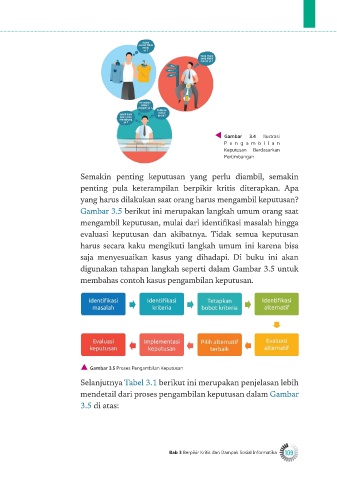 Gambar 3.4 Ilustrasi
Pengambilan
Keputusan Berdasarkan
Pertimbangan
Semakin penting keputusan yang perlu diambil, semakin
penting pula keterampilan berpikir kritis diterapkan. Apa
yang harus dilakukan saat orang harus mengambil keputusan?
Gambar 3.5 berikut ini merupakan langkah umum orang saat
mengambil keputusan, mulai dari identifikasi masalah hingga
evaluasi keputusan dan akibatnya. Tidak semua keputusan
harus secara kaku mengikuti langkah umum ini karena bisa
saja menyesuaikan kasus yang dihadapi. Di buku ini akan
digunakan tahapan langkah seperti dalam Gambar 3.5 untuk
membahas contoh kasus pengambilan keputusan.
Identifikasi
masalah
Identifikasi
kriteria
Tetapkan
bobot kriteria
Identifikasi
alternatif
Evaluasi
keputusan
Implementasi
keputusan
Pilih alternatif
terbaik
Evaluasi
alternatif
Gambar 3.5 Proses Pengambilan Keputusan
Selanjutnya Tabel 3.1 berikut ini merupakan penjelasan lebih
mendetail dari proses pengambilan keputusan dalam Gambar
3.5 di atas:
Bab 3 Berpikir Kritis dan Dampak Sosial Informatika
109